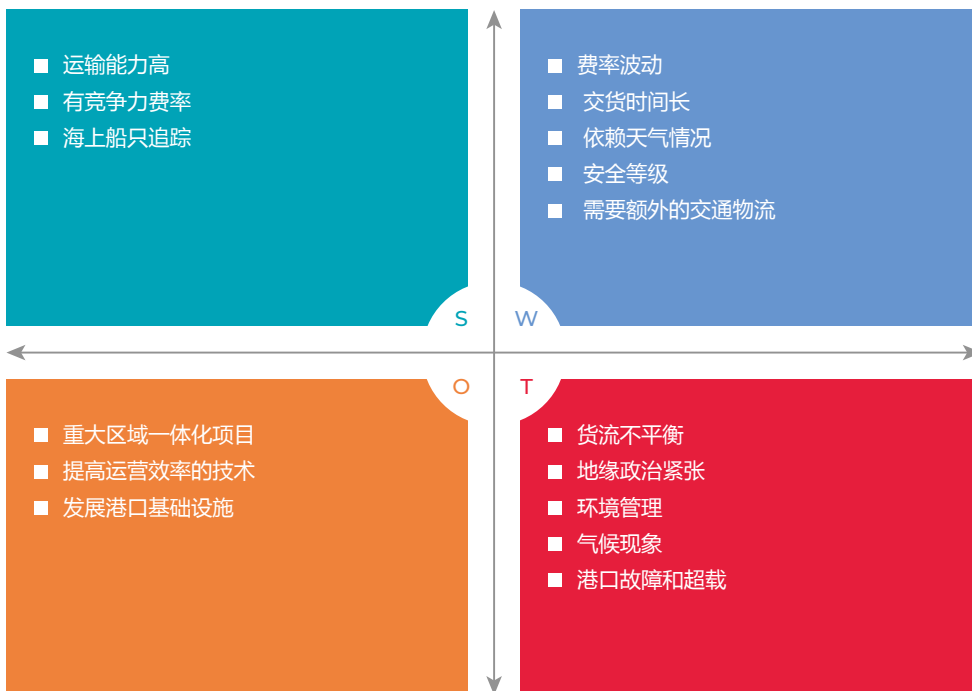 运输能力高
有竞争力费率
海上船只追踪
费率波动
交货时间长
依赖天气情况
安全等级
需要额外的交通物流
S
W
O
T
重大区域一体化项目
提高运营效率的技术
发展港口基础设施
货流不平衡
地缘政治紧张
环境管理
气候现象
港口故障和超载